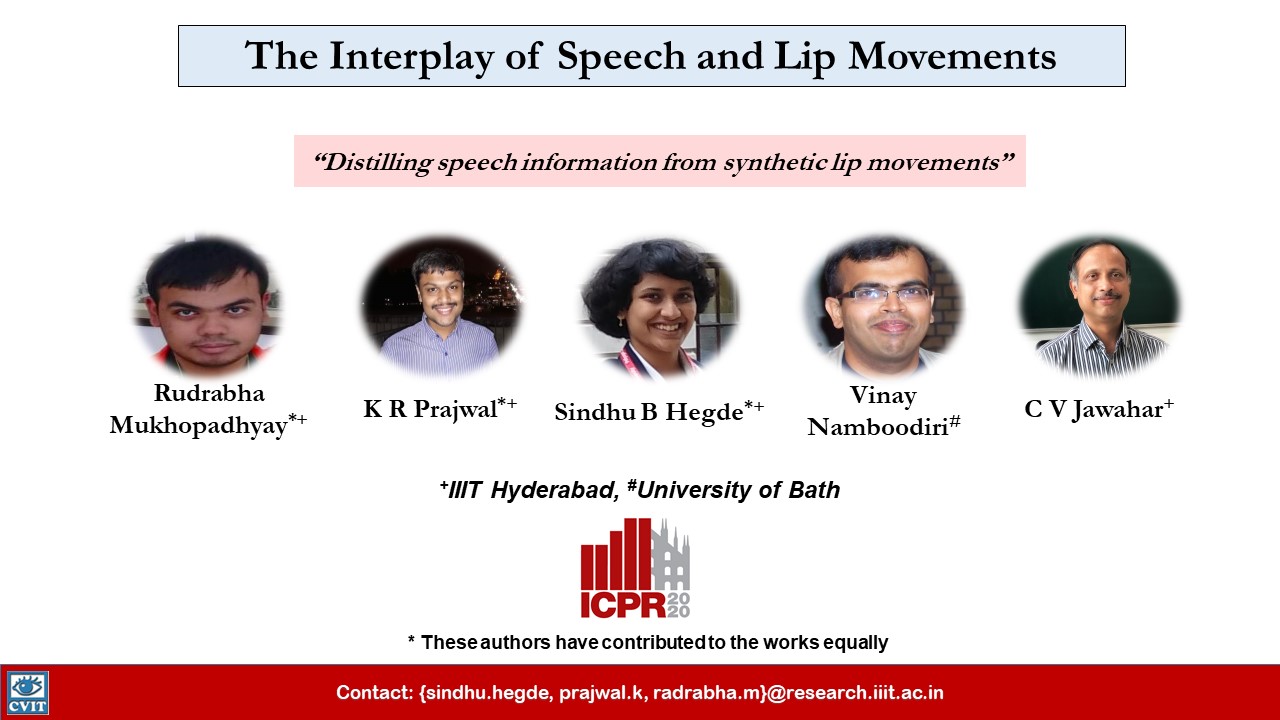 The Interplay of Speech and Lip Movements
“Distilling speech information from synthetic lip movements”
Rudrabha
Mukhopadhyay*+
K R Prajwal*+
Sindhu B Hegde*+
Vinay
Namboodiri#
C V Jawahar+
+IIIT Hyderabad, #University of Bath
ICPR 20
20
* These authors have contributed to the works equally
CVIT
Contact: {sindhu.hegde, prajwal.k, radrabha.m}@research.iiit.ac.in